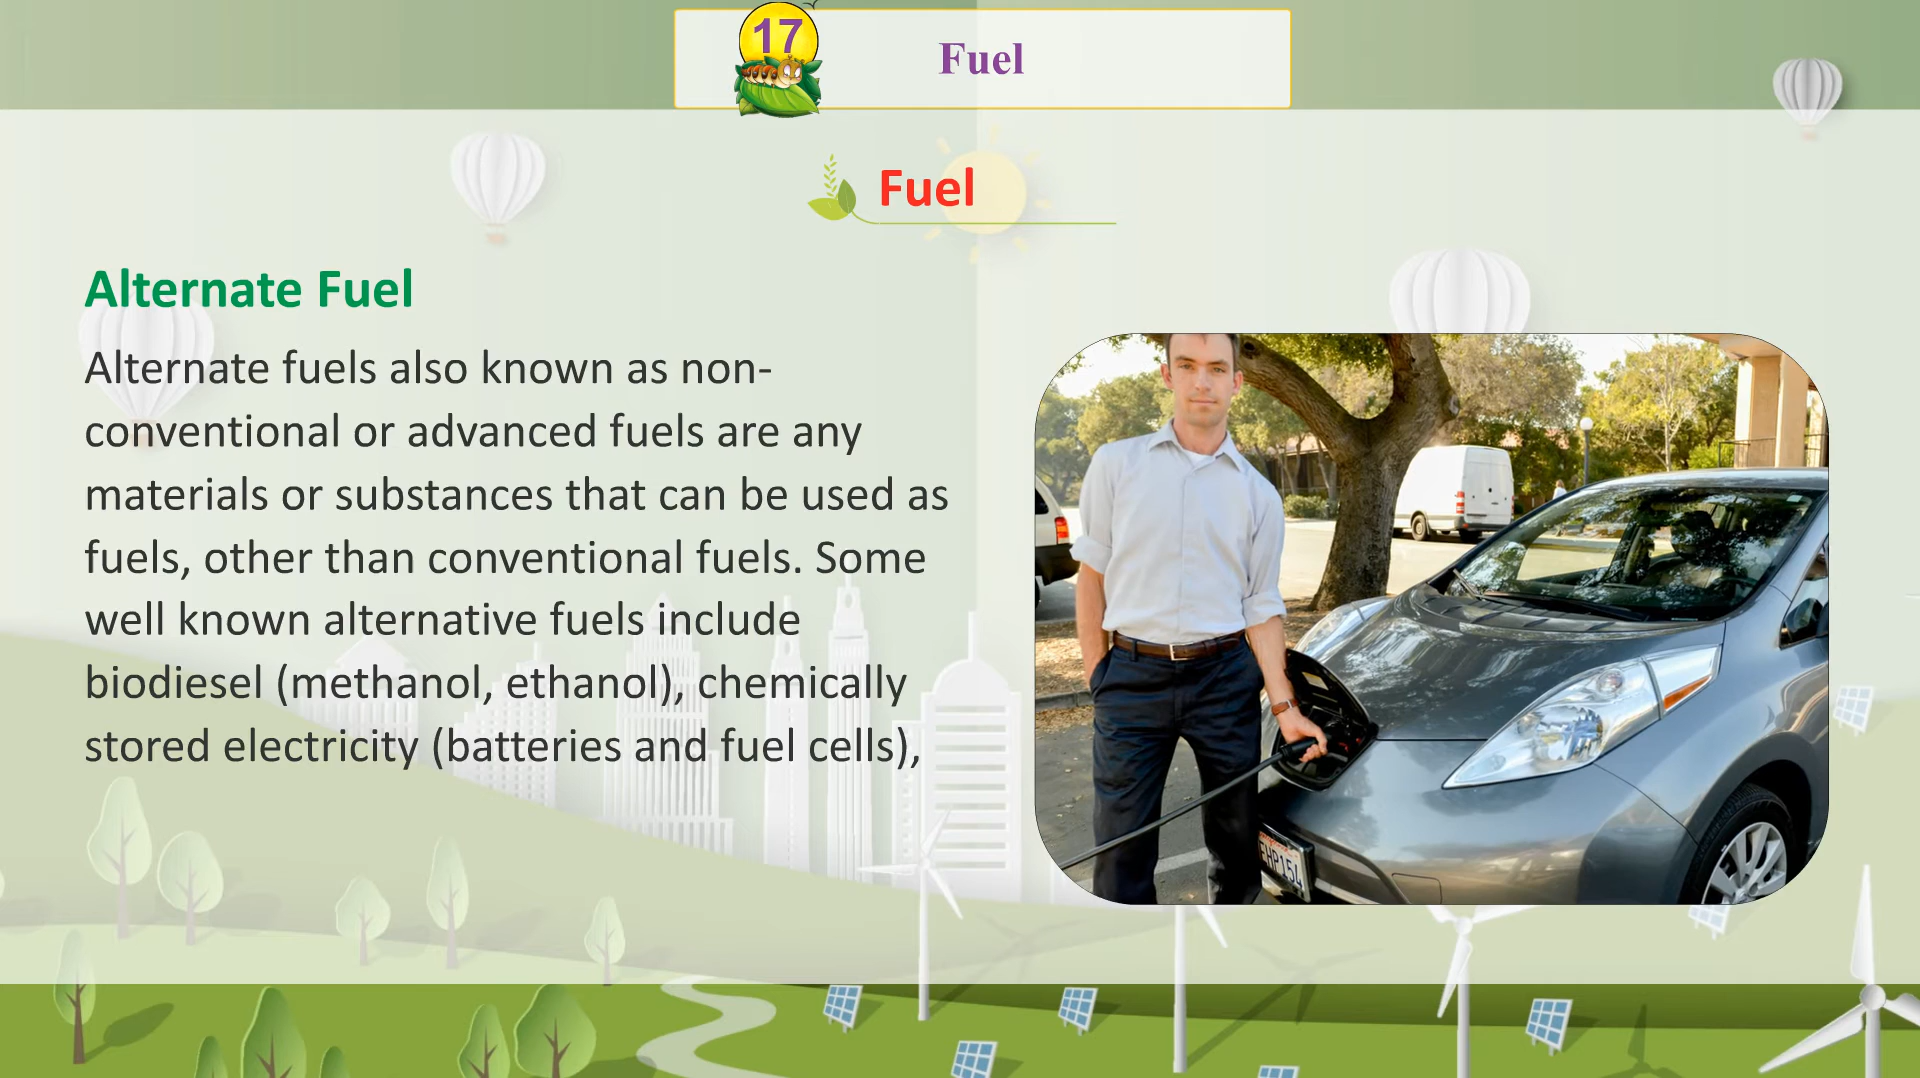 17
Fuel
Fuel
Alternate Fuel
Alternate fuels also known as non-
conventional or advanced fuels are any
materials or substances that can be used as
fuels, other than conventional fuels. Some
well known alternative fuels include
biodiesel (methanol, ethanol), chemically
stored electricity (batteries and fuel cells),